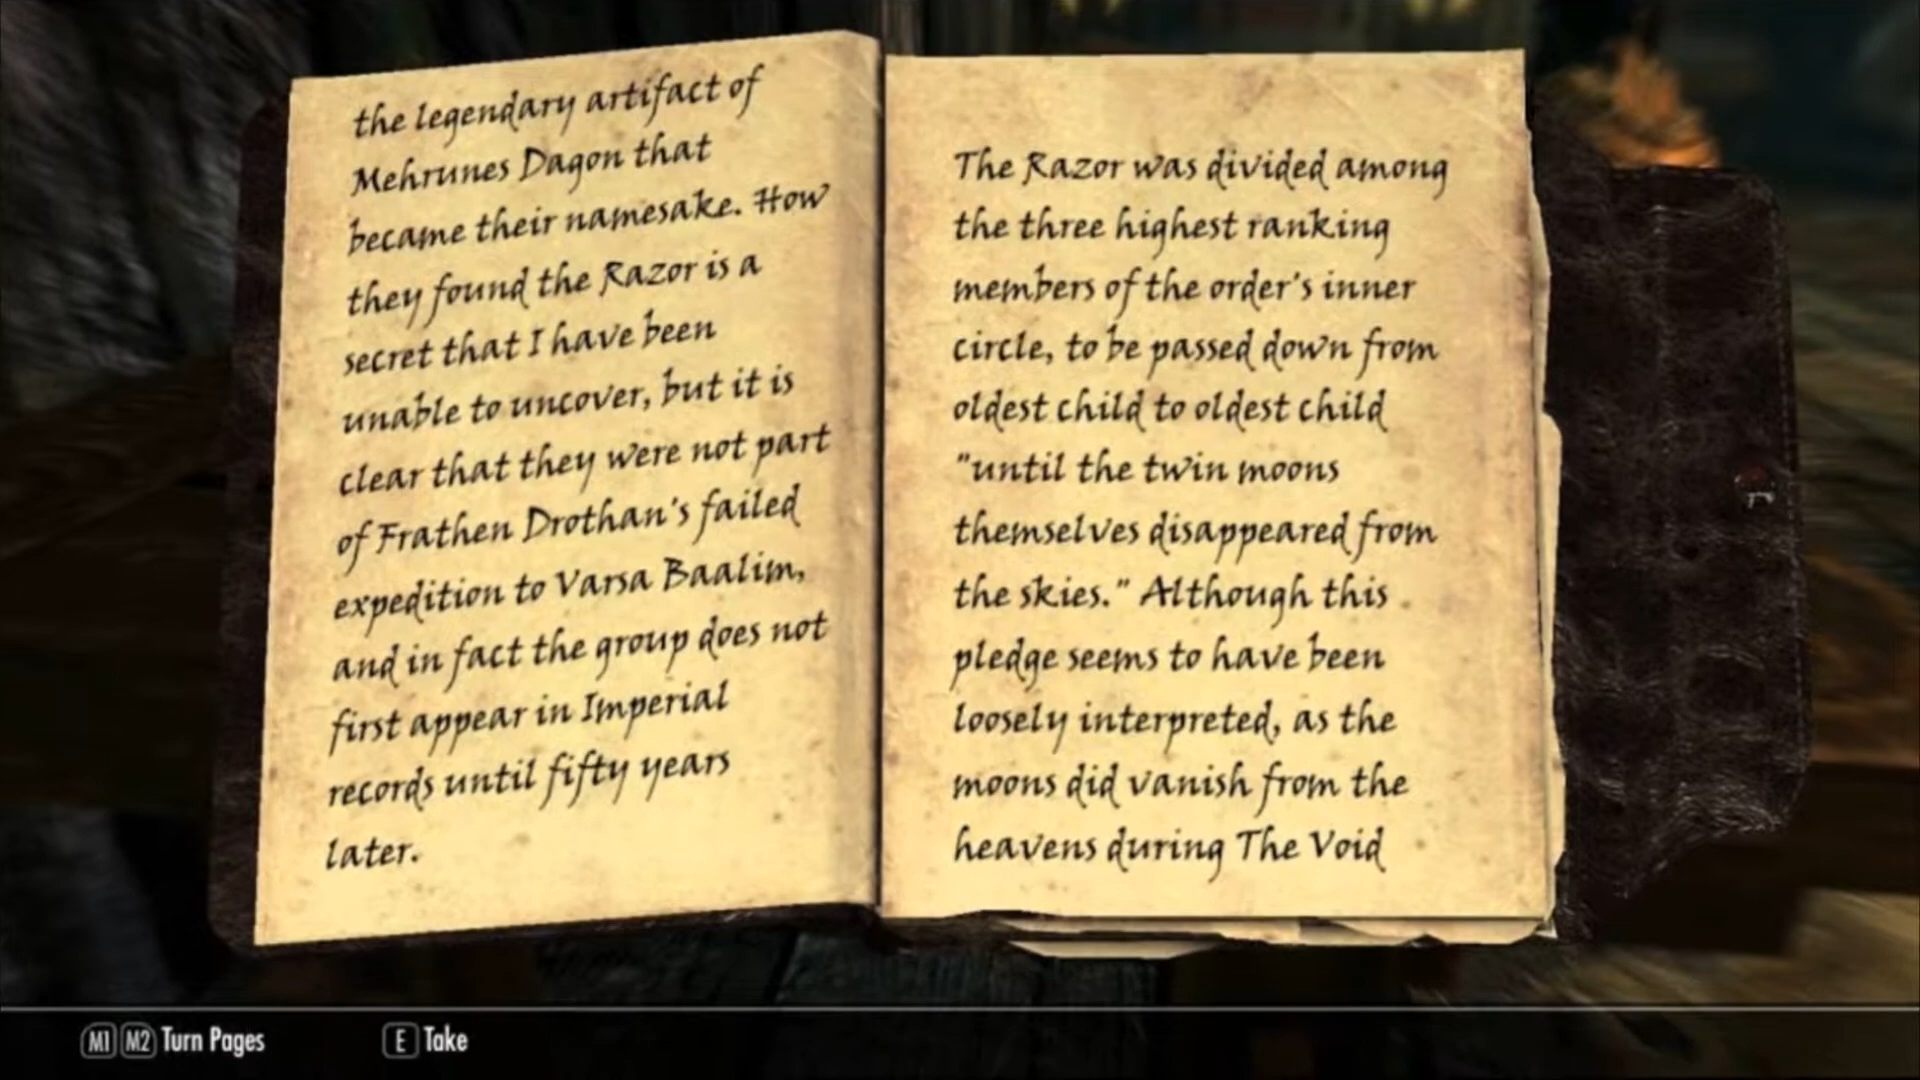 the legendary artifact of
Mehrunes Dagon that
became their namesake. How
they found the Razor is a
secret that I have been
unable to uncover, but it is
clear that they were not part
of Frathen Drothan's failed
expedition to Varsa Baalim,
and in fact the group does not
first appear in Imperial
records until fifty years
later.
The Razor was divided among
the three highest ranking
members of the order's inner
circle, to be passed down from
oldest child to oldest child
"until the twin moons
themselves disappeared from
the skies." Although this
pledge seems to have been
loosely interpreted, as the
moons did vanish from the
heavens during The Void
M1 M2 Turn Pages
E Take